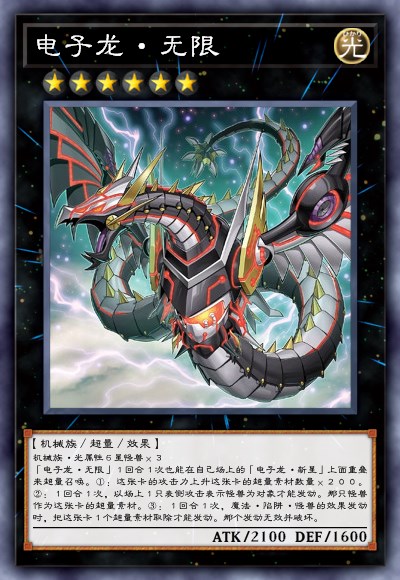 电子龙·无限
光
ひかり
【机械族／超量／效果】
机械族·光属性6星怪兽×3
「电子龙·无限」1回合1次也能在自己场上的「电子龙·新星」上面重叠
来超量召唤。①：这张卡的攻击力上升这张卡的超量素材数量×200。
②：1回合1次，以场上1只表侧攻击表示怪兽为对象才能发动。那只怪兽
作为这张卡的超量素材。③：1回合1次，魔法·陷阱·怪兽的效果发动
时，把这张卡1个超量素材取除才能发动。那个发动无效并破坏。
ATK/2100 DEF/1600